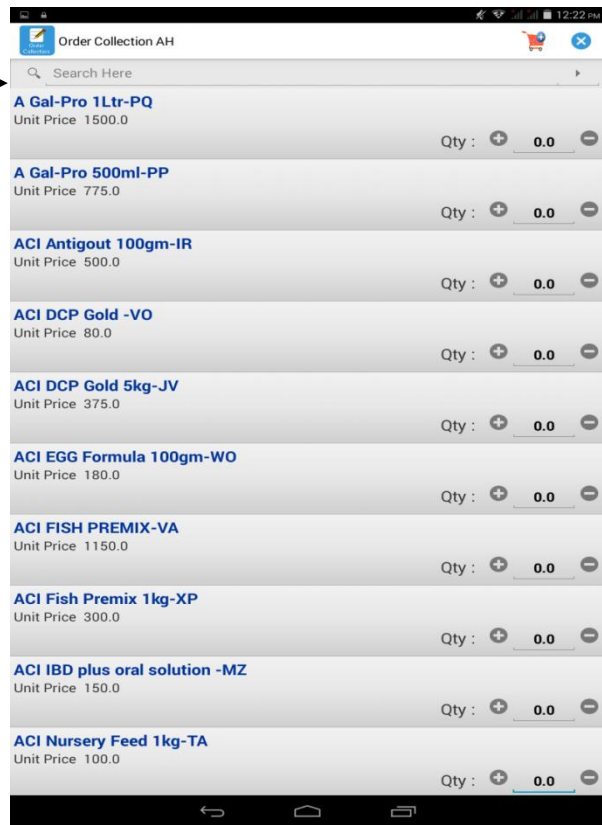 12:22 PM
Order Collection
Order Collection AH
Search Here
A Gal-Pro 1Ltr-PQ
Unit Price 1500.0
Qty : 0.0
A Gal-Pro 500ml-PP
Unit Price 775.0
Qty : 0.0
ACI Antigout 100gm-IR
Unit Price 500.0
Qty : 0.0
ACI DCP Gold -VO
Unit Price 80.0
Qty : 0.0
ACI DCP Gold 5kg-JV
Unit Price 375.0
Qty : 0.0
ACI EGG Formula 100gm-WO
Unit Price 180.0
Qty : 0.0
ACI FISH PREMIX-VA
Unit Price 1150.0
Qty : 0.0
ACI Fish Premix 1kg-XP
Unit Price 300.0
Qty : 0.0
ACI IBD plus oral solution -MZ
Unit Price 150.0
Qty : 0.0
ACI Nursery Feed 1kg-TA
Unit Price 100.0
Qty : 0.0